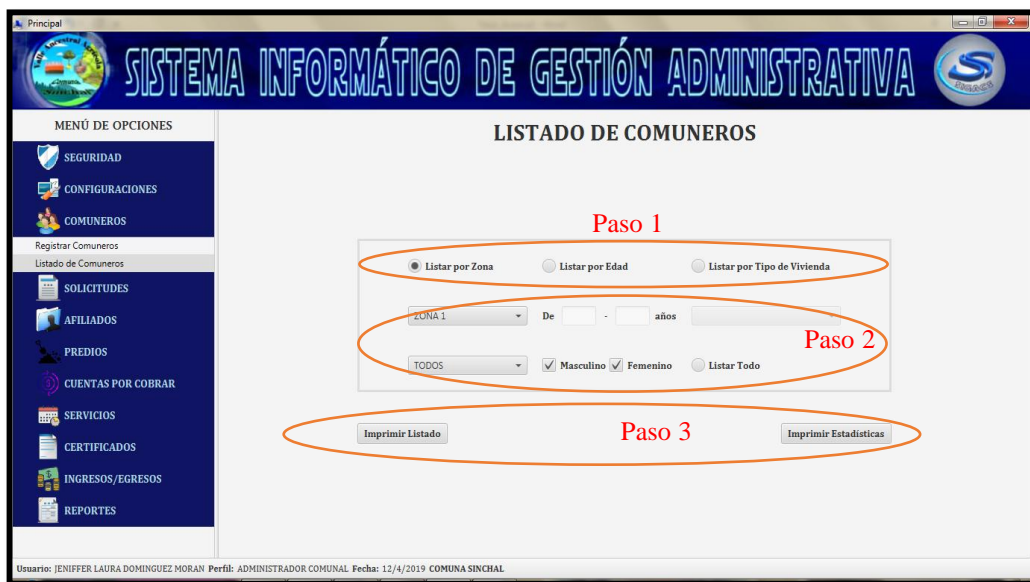 Principal
SISTEMA INFORMÁTICO DE GESTIÓN ADMINISTRATIVA
MENÚ DE OPCIONES
SEGURIDAD
CONFIGURACIONES
COMUNEROS
Registrar Comuneros
Listado de Comuneros
SOLICITUDES
AFILIADOS
PREDIOS
CUENTAS POR COBRAR
SERVICIOS
CERTIFICADOS
INGRESOS/EGRESOS
REPORTES
LISTADO DE COMUNEROS
Paso 1
Listar por Zona Listar por Edad Listar por Tipo de Vivienda
ZONA 1 De - años
Paso 2
TODOS Masculino Femenino Listar Todo
Imprimir Listado Paso 3 Imprimir Estadísticas
Usuario: JENIFFER LAURA DOMINGUEZ MORAN Perfil: ADMINISTRADOR COMUNAL Fecha: 12/4/2019 COMUNA SINCHAL